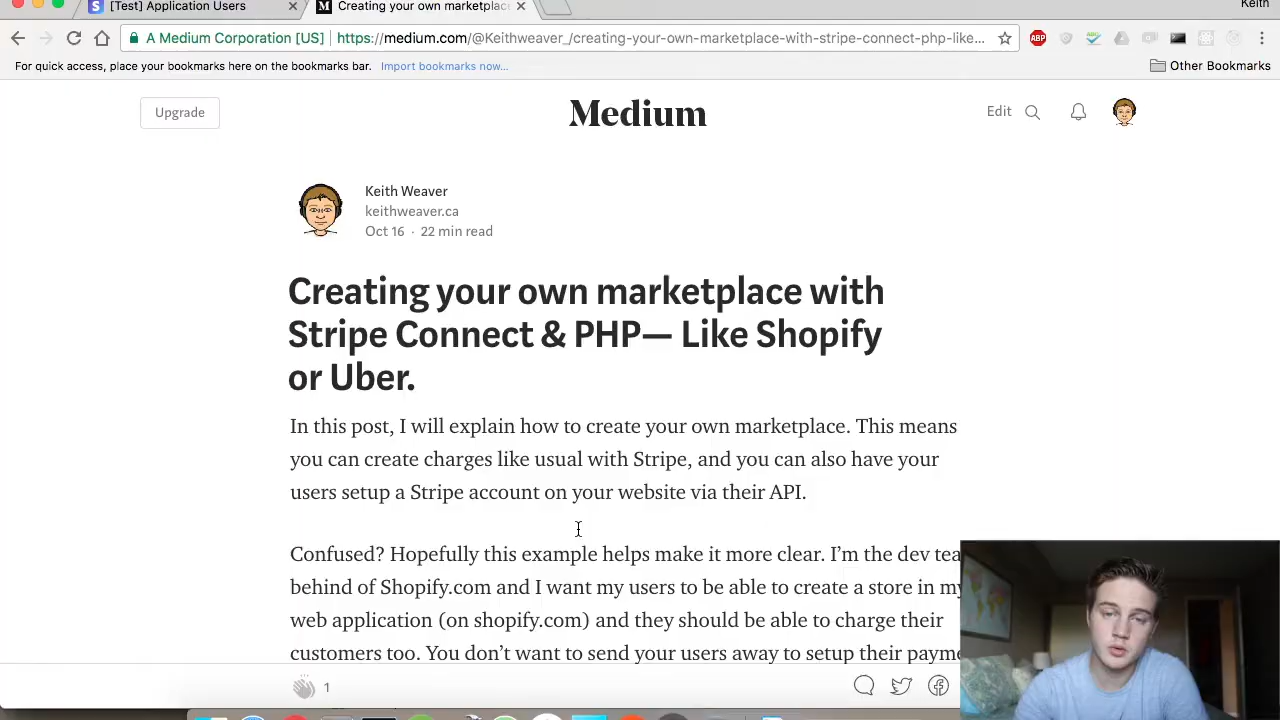 Keith
[Test] Application Users
Creating your own marketplac
A Medium Corporation [US]
https://medium.com/@Keithweaver_/creating-your-own-marketplace-with-stripe-connect-php-like...
ABP
For quick access, place your bookmarks here on the bookmarks bar. Import bookmarks now...
Other Bookmarks
Upgrade
Medium
Edit
Keith Weaver
keithweaver.ca
Oct 16 · 22 min read
Creating your own marketplace with
Stripe Connect & PHP— Like Shopify
or Uber.
In this post, I will explain how to create your own marketplace. This means
you can create charges like usual with Stripe, and you can also have your
users setup a Stripe account on your website via their API.
Confused? Hopefully this example helps make it more clear. I’m the dev tea
behind of Shopify.com and I want my users to be able to create a store in my
web application (on shopify.com) and they should be able to charge their
customers too. You don’t want to send your users away to setup their payme
1